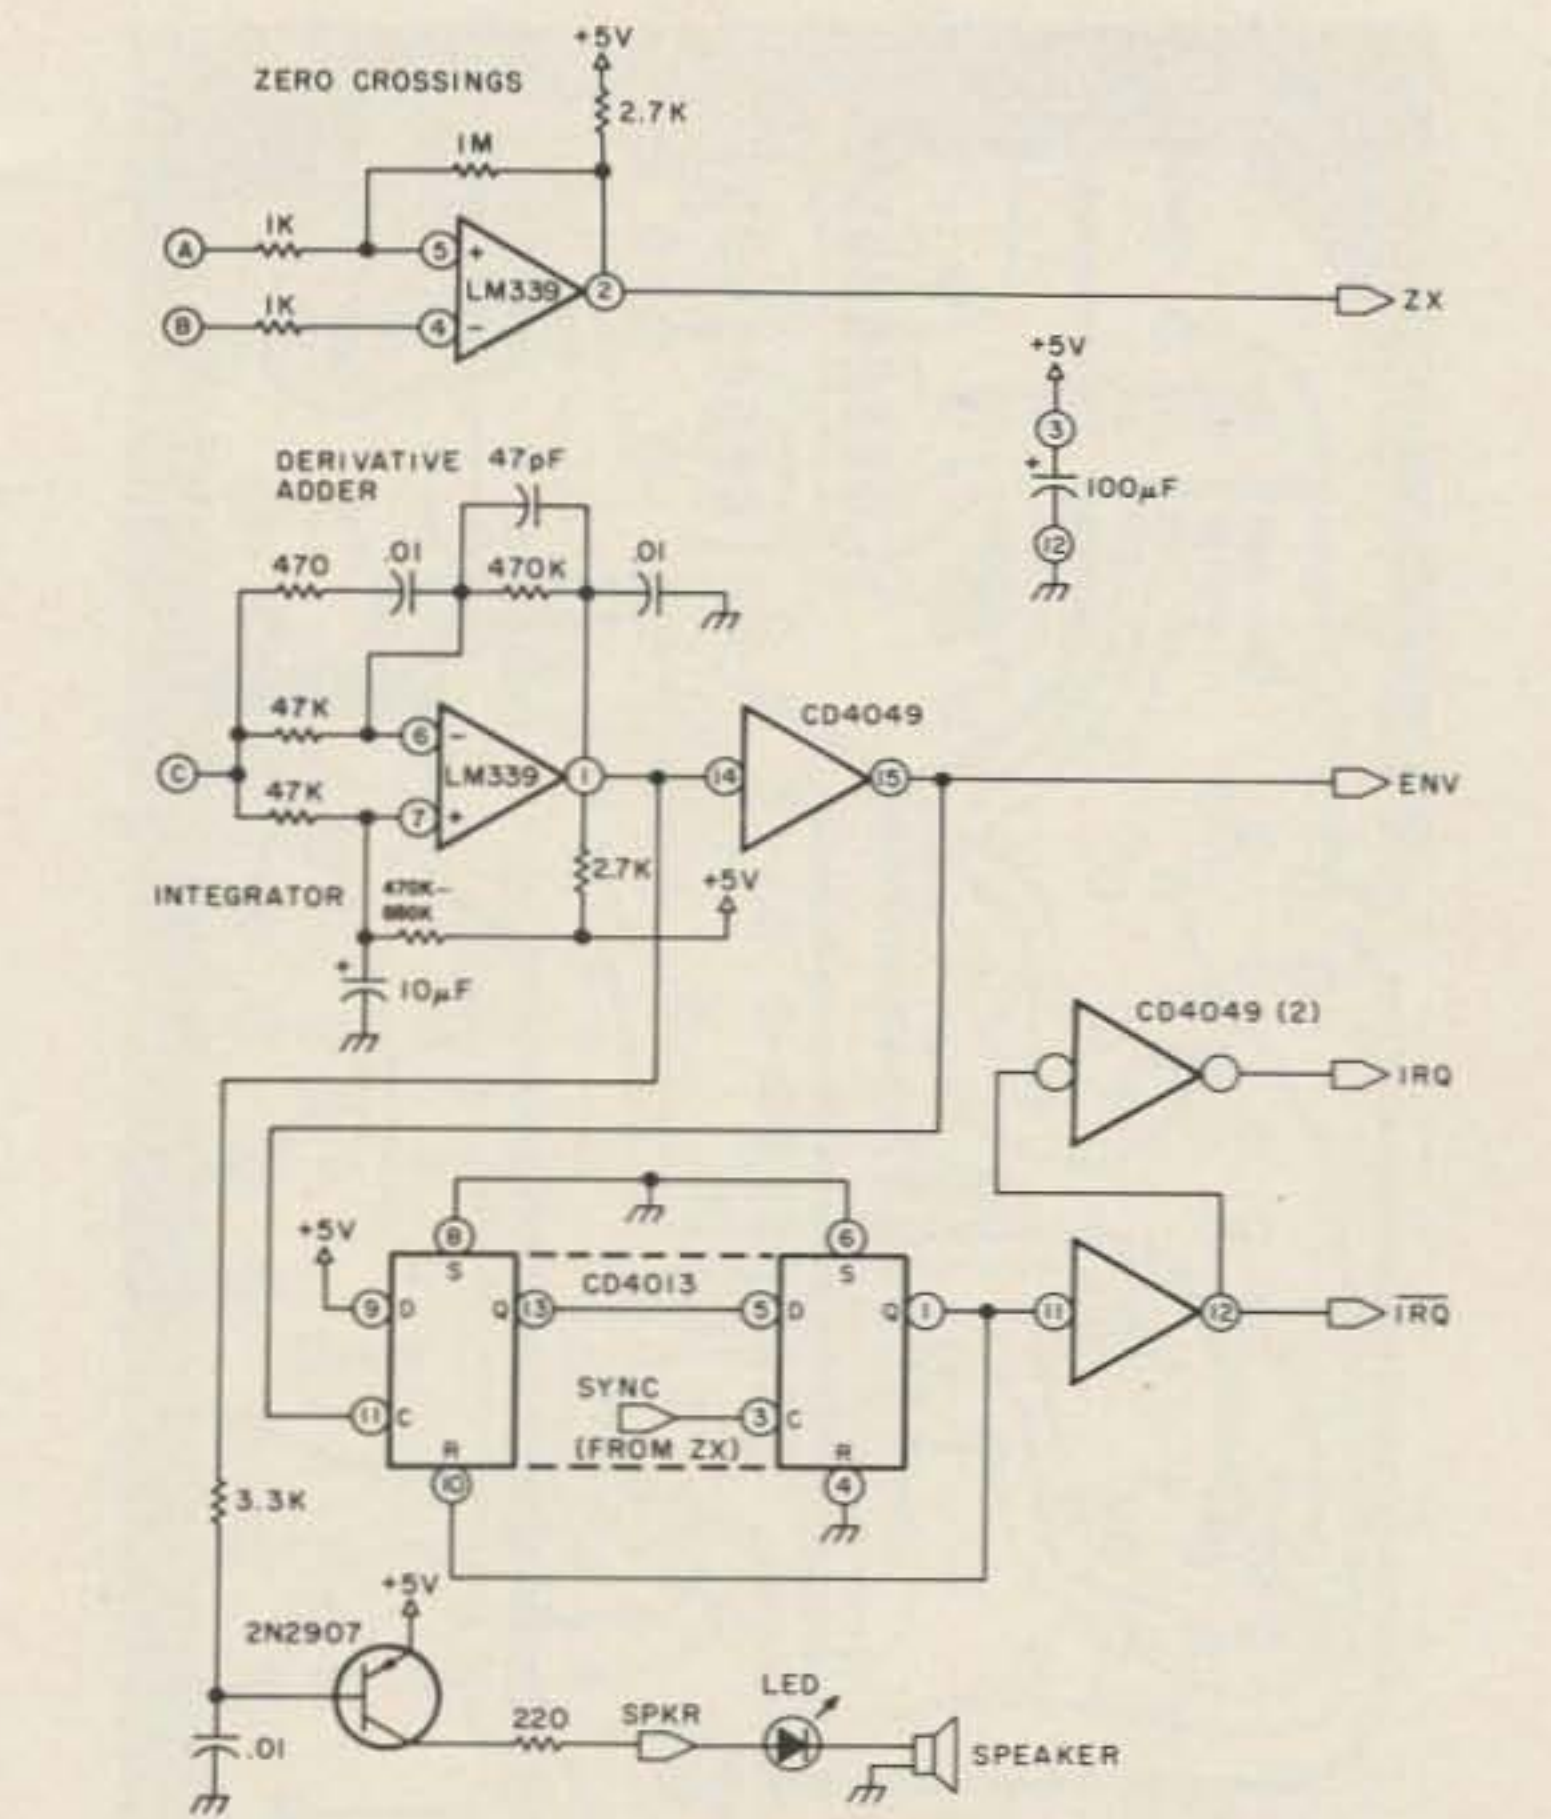 +5V
ZERO CROSSINGS
2.7K
1M
1K
A
5
+
LM339
2
ZX
1K
B
4
−
+5V
3
+
100µF
12
DERIVATIVE
ADDER
47pF
470
.01
470K
.01
47K
6
−
CD4049
C
LM339
1
14
15
ENV
47K
7
+
2.7K
+5V
INTEGRATOR
470K–
+
10µF
CD4049 (2)
IRQ
+5V
8
6
S
S
CD4013
9
D
Q
13
5
D
Q
1
11
12
IRQ
SYNC
11
C
3
C
(FROM ZX)
R
R
10
4
3.3K
+5V
2N2907
LED
220
SPKR
SPEAKER
.01